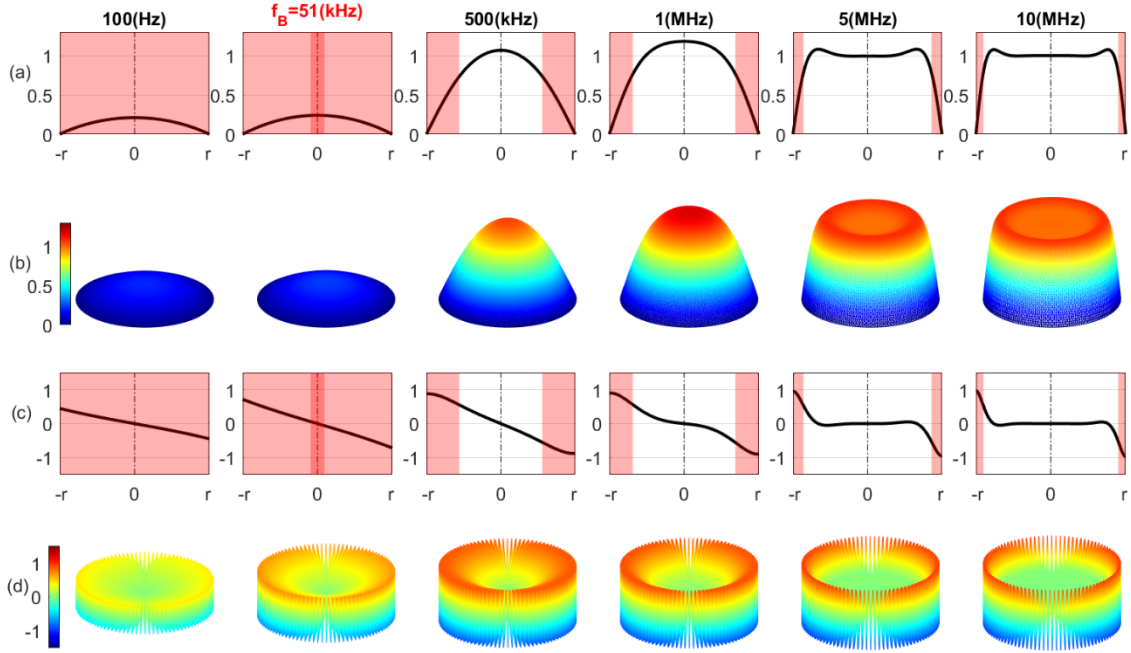 100(Hz)
f_B=51(kHz)
500(kHz)
1(MHz)
5(MHz)
10(MHz)
(a)
1 1 1 1 1 1
0.5 0.5 0.5 0.5 0.5 0.5
0 0 0 0 0 0
-r 0 r -r 0 r -r 0 r -r 0 r -r 0 r -r 0 r
(b)
1
0.5
0
(c)
1 1 1 1 1 1
0 0 0 0 0 0
-1 -1 -1 -1 -1 -1
-r 0 r -r 0 r -r 0 r -r 0 r -r 0 r -r 0 r
(d)
1
0
-1